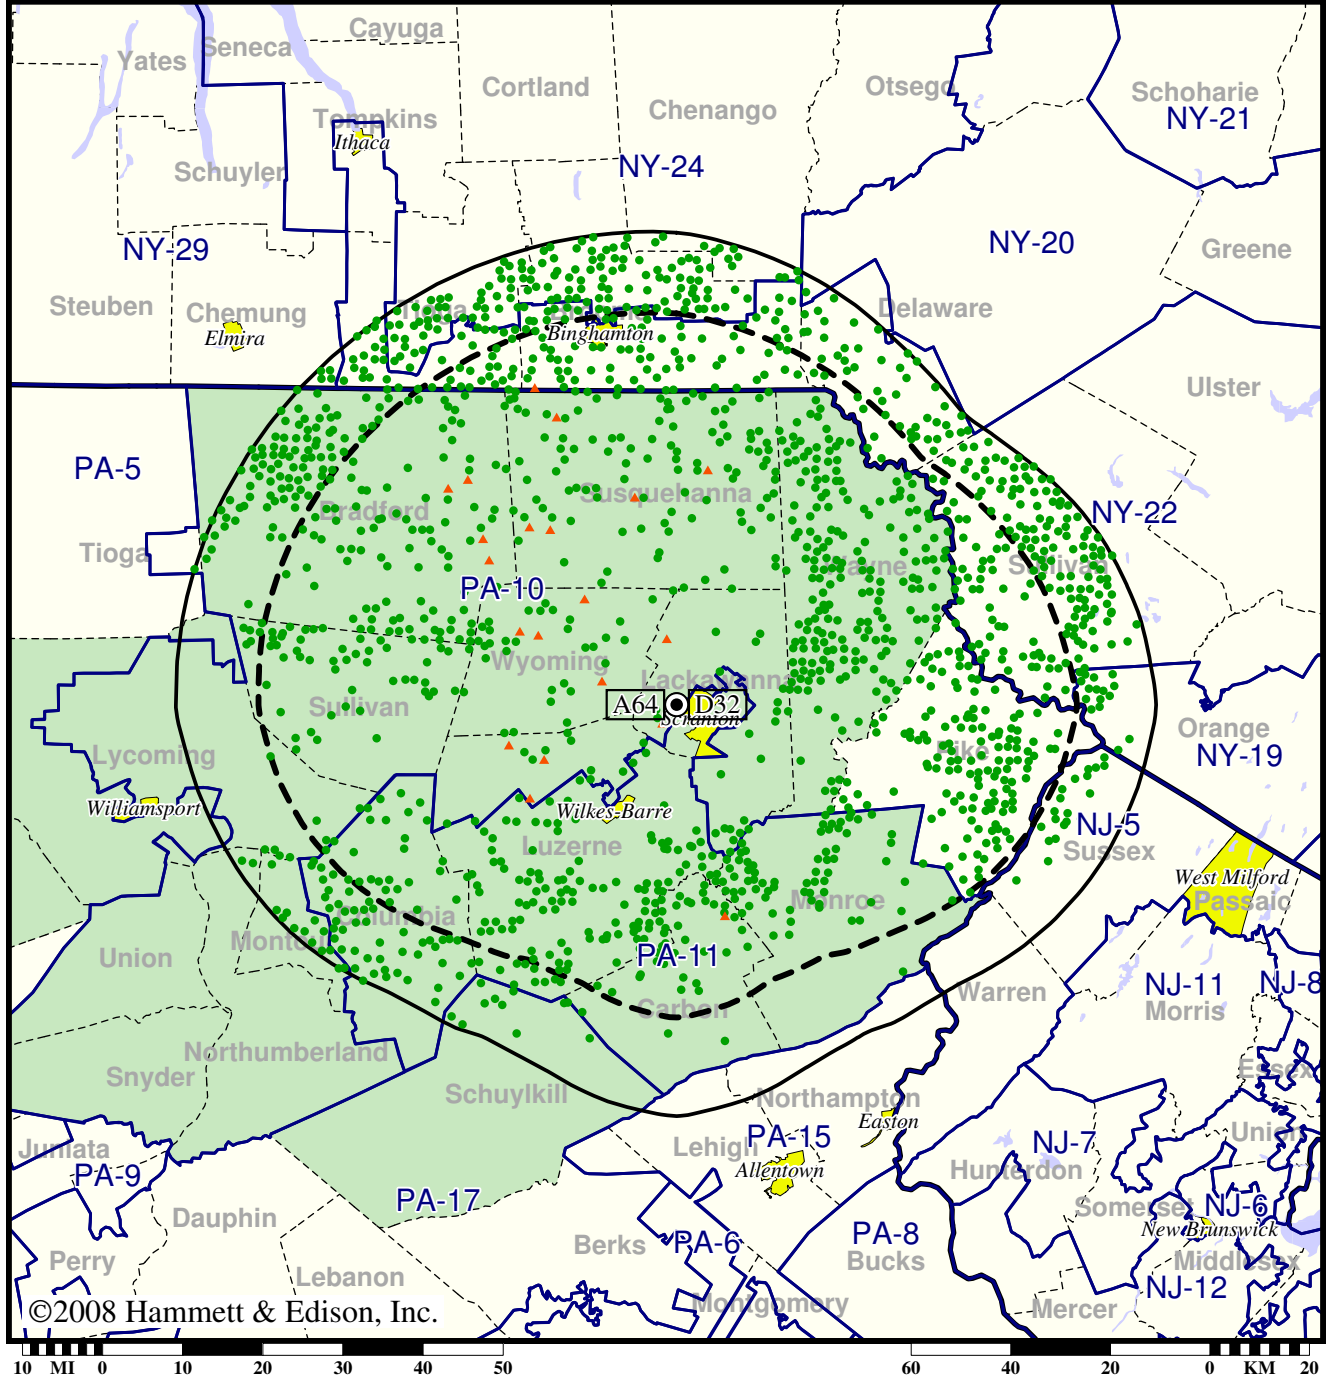 Cayuga
Seneca
Yates
Cortland
Otsego
Chenango
Schoharie
NY-21
Tompkins
Ithaca
NY-24
Schuyler
NY-29
NY-20
Greene
Steuben
Chemung
Tioga
Broome
Delaware
Elmira
Binghamton
Ulster
PA-5
Susquehanna
Bradford
NY-22
Tioga
Wayne
Sullivan
PA-10
Wyoming
Lackawanna
Sullivan
A64
D32
Scranton
Orange
Lycoming
Pike
NY-19
Williamsport
Wilkes-Barre
NJ-5
Luzerne
Sussex
West Milford
Passaic
Monroe
Columbia
Montour
Union
PA-11
NJ-11
NJ-8
Warren
Carbon
Morris
Northumberland
Essex
Snyder
Schuylkill
Northampton
Easton
Union
PA-15
NJ-7
Juniata
Lehigh
Allentown
Hunterdon
PA-9
PA-17
Somerset
NJ-6
Dauphin
New Brunswick
PA-8
Berks
PA-6
Perry
Bucks
Middlesex
Lebanon
NJ-12
Montgomery
Mercer
©2008 Hammett & Edison, Inc.
10 MI 0 10 20 30 40 50 60 40 20 0 KM 20